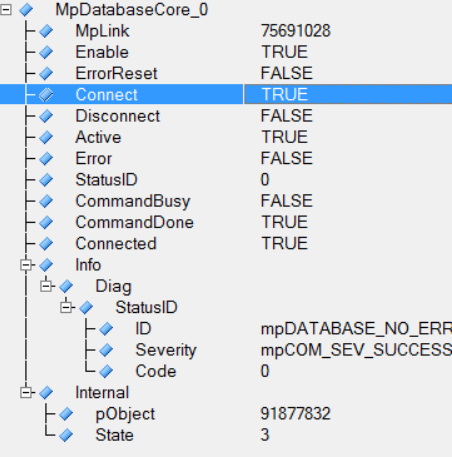 MpDatabaseCore_0
MpLink 75691028
Enable TRUE
ErrorReset FALSE
Connect TRUE
Disconnect FALSE
Active TRUE
Error FALSE
StatusID 0
CommandBusy FALSE
CommandDone TRUE
Connected TRUE
Info
Diag
StatusID
ID mpDATABASE_NO_ERR
Severity mpCOM_SEV_SUCCESS
Code 0
Internal
pObject 91877832
State 3